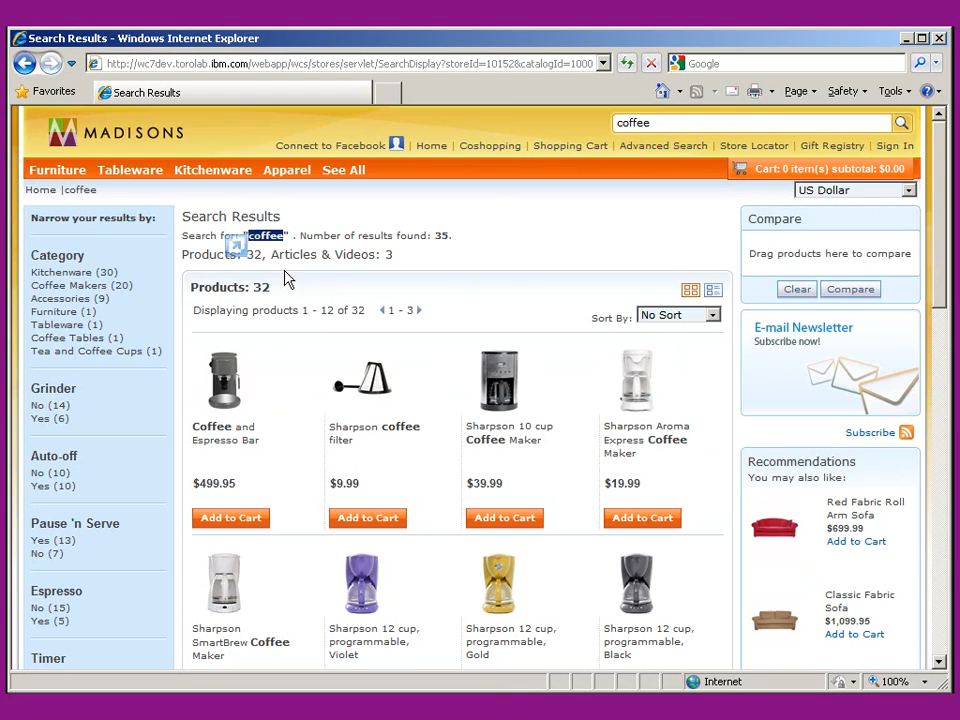 Search Results - Windows Internet Explorer
http://wc7dev.torolab.ibm.com/webapp/wcs/stores/servlet/SearchDisplay?storeId=10152&catalogId=1000
Google
Favorites
Search Results
Page
Safety
Tools
MADISONS
coffee
Connect to Facebook
Home | Coshopping | Shopping Cart | Advanced Search | Store Locator | Gift Registry | Sign In
Furniture Tableware Kitchenware Apparel See All
Cart: 0 item(s) subtotal: $0.00
Home |coffee
US Dollar
Narrow your results by:
Category
Kitchenware (30)
Coffee Makers (20)
Accessories (9)
Furniture (1)
Tableware (1)
Coffee Tables (1)
Tea and Coffee Cups (1)
Grinder
No (14)
Yes (6)
Auto-off
No (10)
Yes (10)
Pause 'n Serve
Yes (13)
No (7)
Espresso
No (15)
Yes (5)
Timer
Search Results
Search for "coffee" . Number of results found: 35.
Products: 32, Articles & Videos: 3
Products: 32
Displaying products 1 - 12 of 32
1 - 3
Sort By:
No Sort
Coffee and
Espresso Bar
$499.95
Add to Cart
Sharpson coffee
filter
$9.99
Add to Cart
Sharpson 10 cup
Coffee Maker
$39.99
Add to Cart
Sharpson Aroma
Express Coffee
Maker
$19.99
Add to Cart
Sharpson
SmartBrew Coffee
Maker
Sharpson 12 cup,
programmable,
Violet
Sharpson 12 cup,
programmable,
Gold
Sharpson 12 cup,
programmable,
Black
Compare
Drag products here to compare
Clear
Compare
E-mail Newsletter
Subscribe now!
Subscribe
Recommendations
You may also like:
Red Fabric Roll
Arm Sofa
$699.99
Add to Cart
Classic Fabric
Sofa
$1,099.95
Add to Cart
Internet
100%